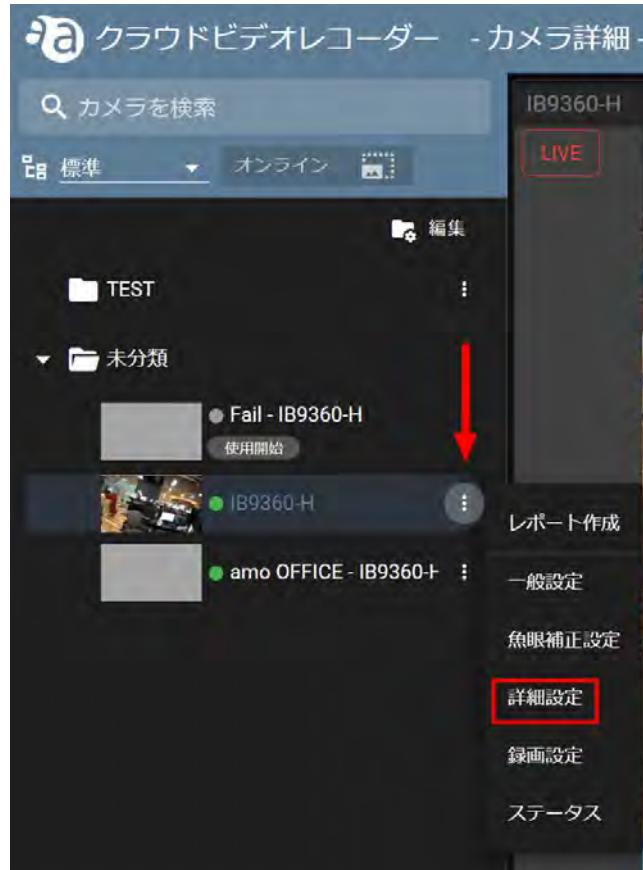 クラウドビデオレコーダー - カメラ詳細 -
カメラを検索
標準
オンライン
IB9360-H
LIVE
編集
TEST
未分類
Fail - IB9360-H
使用開始
IB9360-H
amo OFFICE - IB9360-H
レポート作成
一般設定
魚眼補正設定
詳細設定
録画設定
ステータス